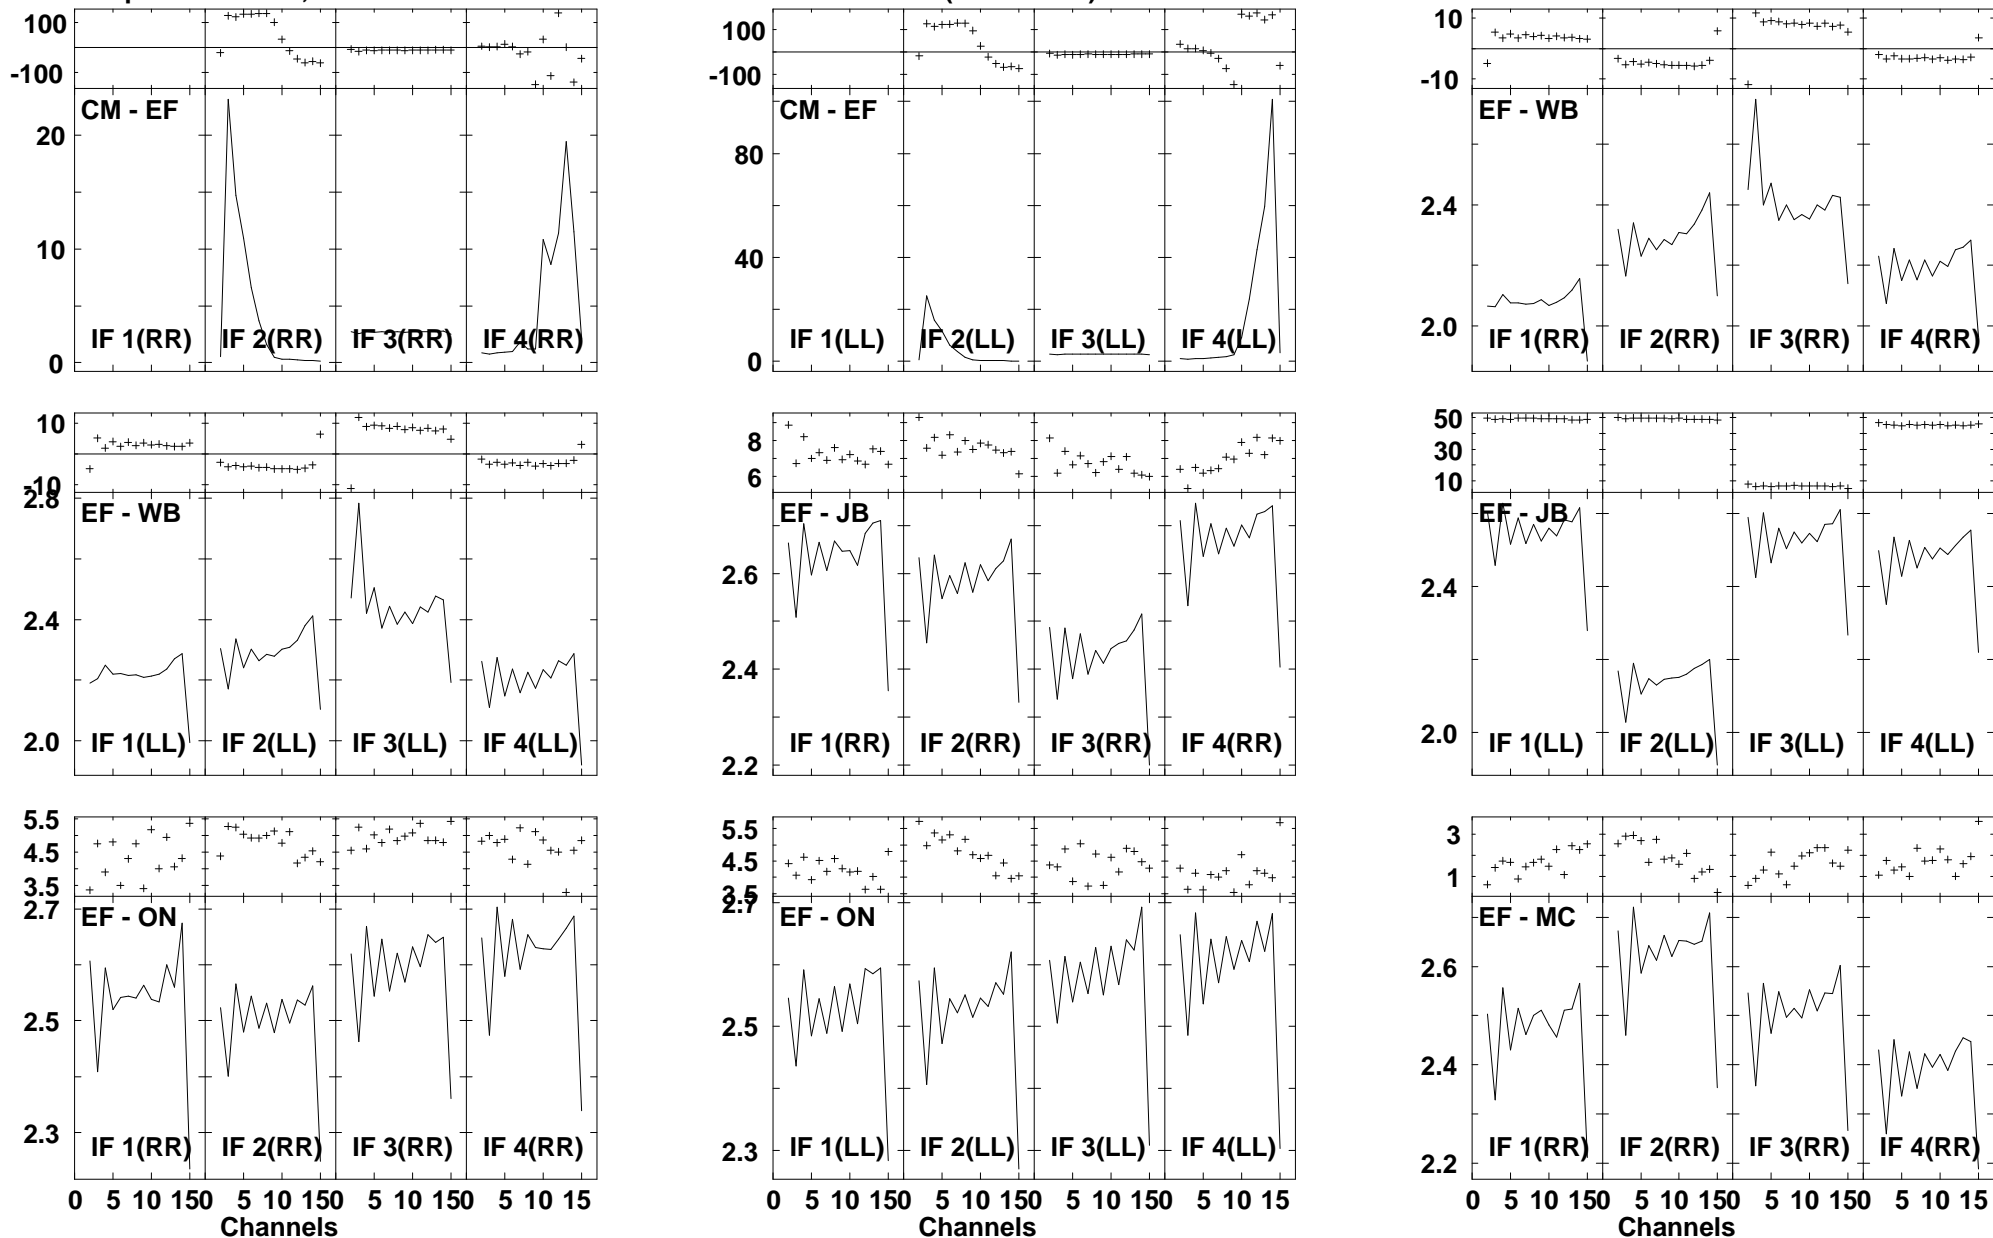 100
-100
CM - EF
20
10
0
IF 1(RR) IF 2(RR) IF 3(RR) IF 4(RR)
100
-100
CM - EF
80
40
0
IF 1(LL) IF 2(LL) IF 3(LL) IF 4(LL)
10
-10
EF - WB
2.4
2.0
IF 1(RR) IF 2(RR) IF 3(RR) IF 4(RR)
10
-10
2.8
EF - WB
2.4
2.0
IF 1(LL) IF 2(LL) IF 3(LL) IF 4(LL)
8
6
EF - JB
2.6
2.4
2.2
IF 1(RR) IF 2(RR) IF 3(RR) IF 4(RR)
50
30
10
EF - JB
2.4
2.0
IF 1(LL) IF 2(LL) IF 3(LL) IF 4(LL)
5.5
4.5
3.5
2.7
EF - ON
2.5
2.3
IF 1(RR) IF 2(RR) IF 3(RR) IF 4(RR)
0 5 10 15 0 5 10 15 0 5 10 15 0 5 10 15
Channels
5.5
4.5
3.5
2.7
EF - ON
2.5
2.3
IF 1(LL) IF 2(LL) IF 3(LL) IF 4(LL)
0 5 10 15 0 5 10 15 0 5 10 15 0 5 10 15
Channels
3
1
EF - MC
2.6
2.4
2.2
IF 1(RR) IF 2(RR) IF 3(RR) IF 4(RR)
0 5 10 15 0 5 10 15 0 5 10 15 0 5 10 15
Channels